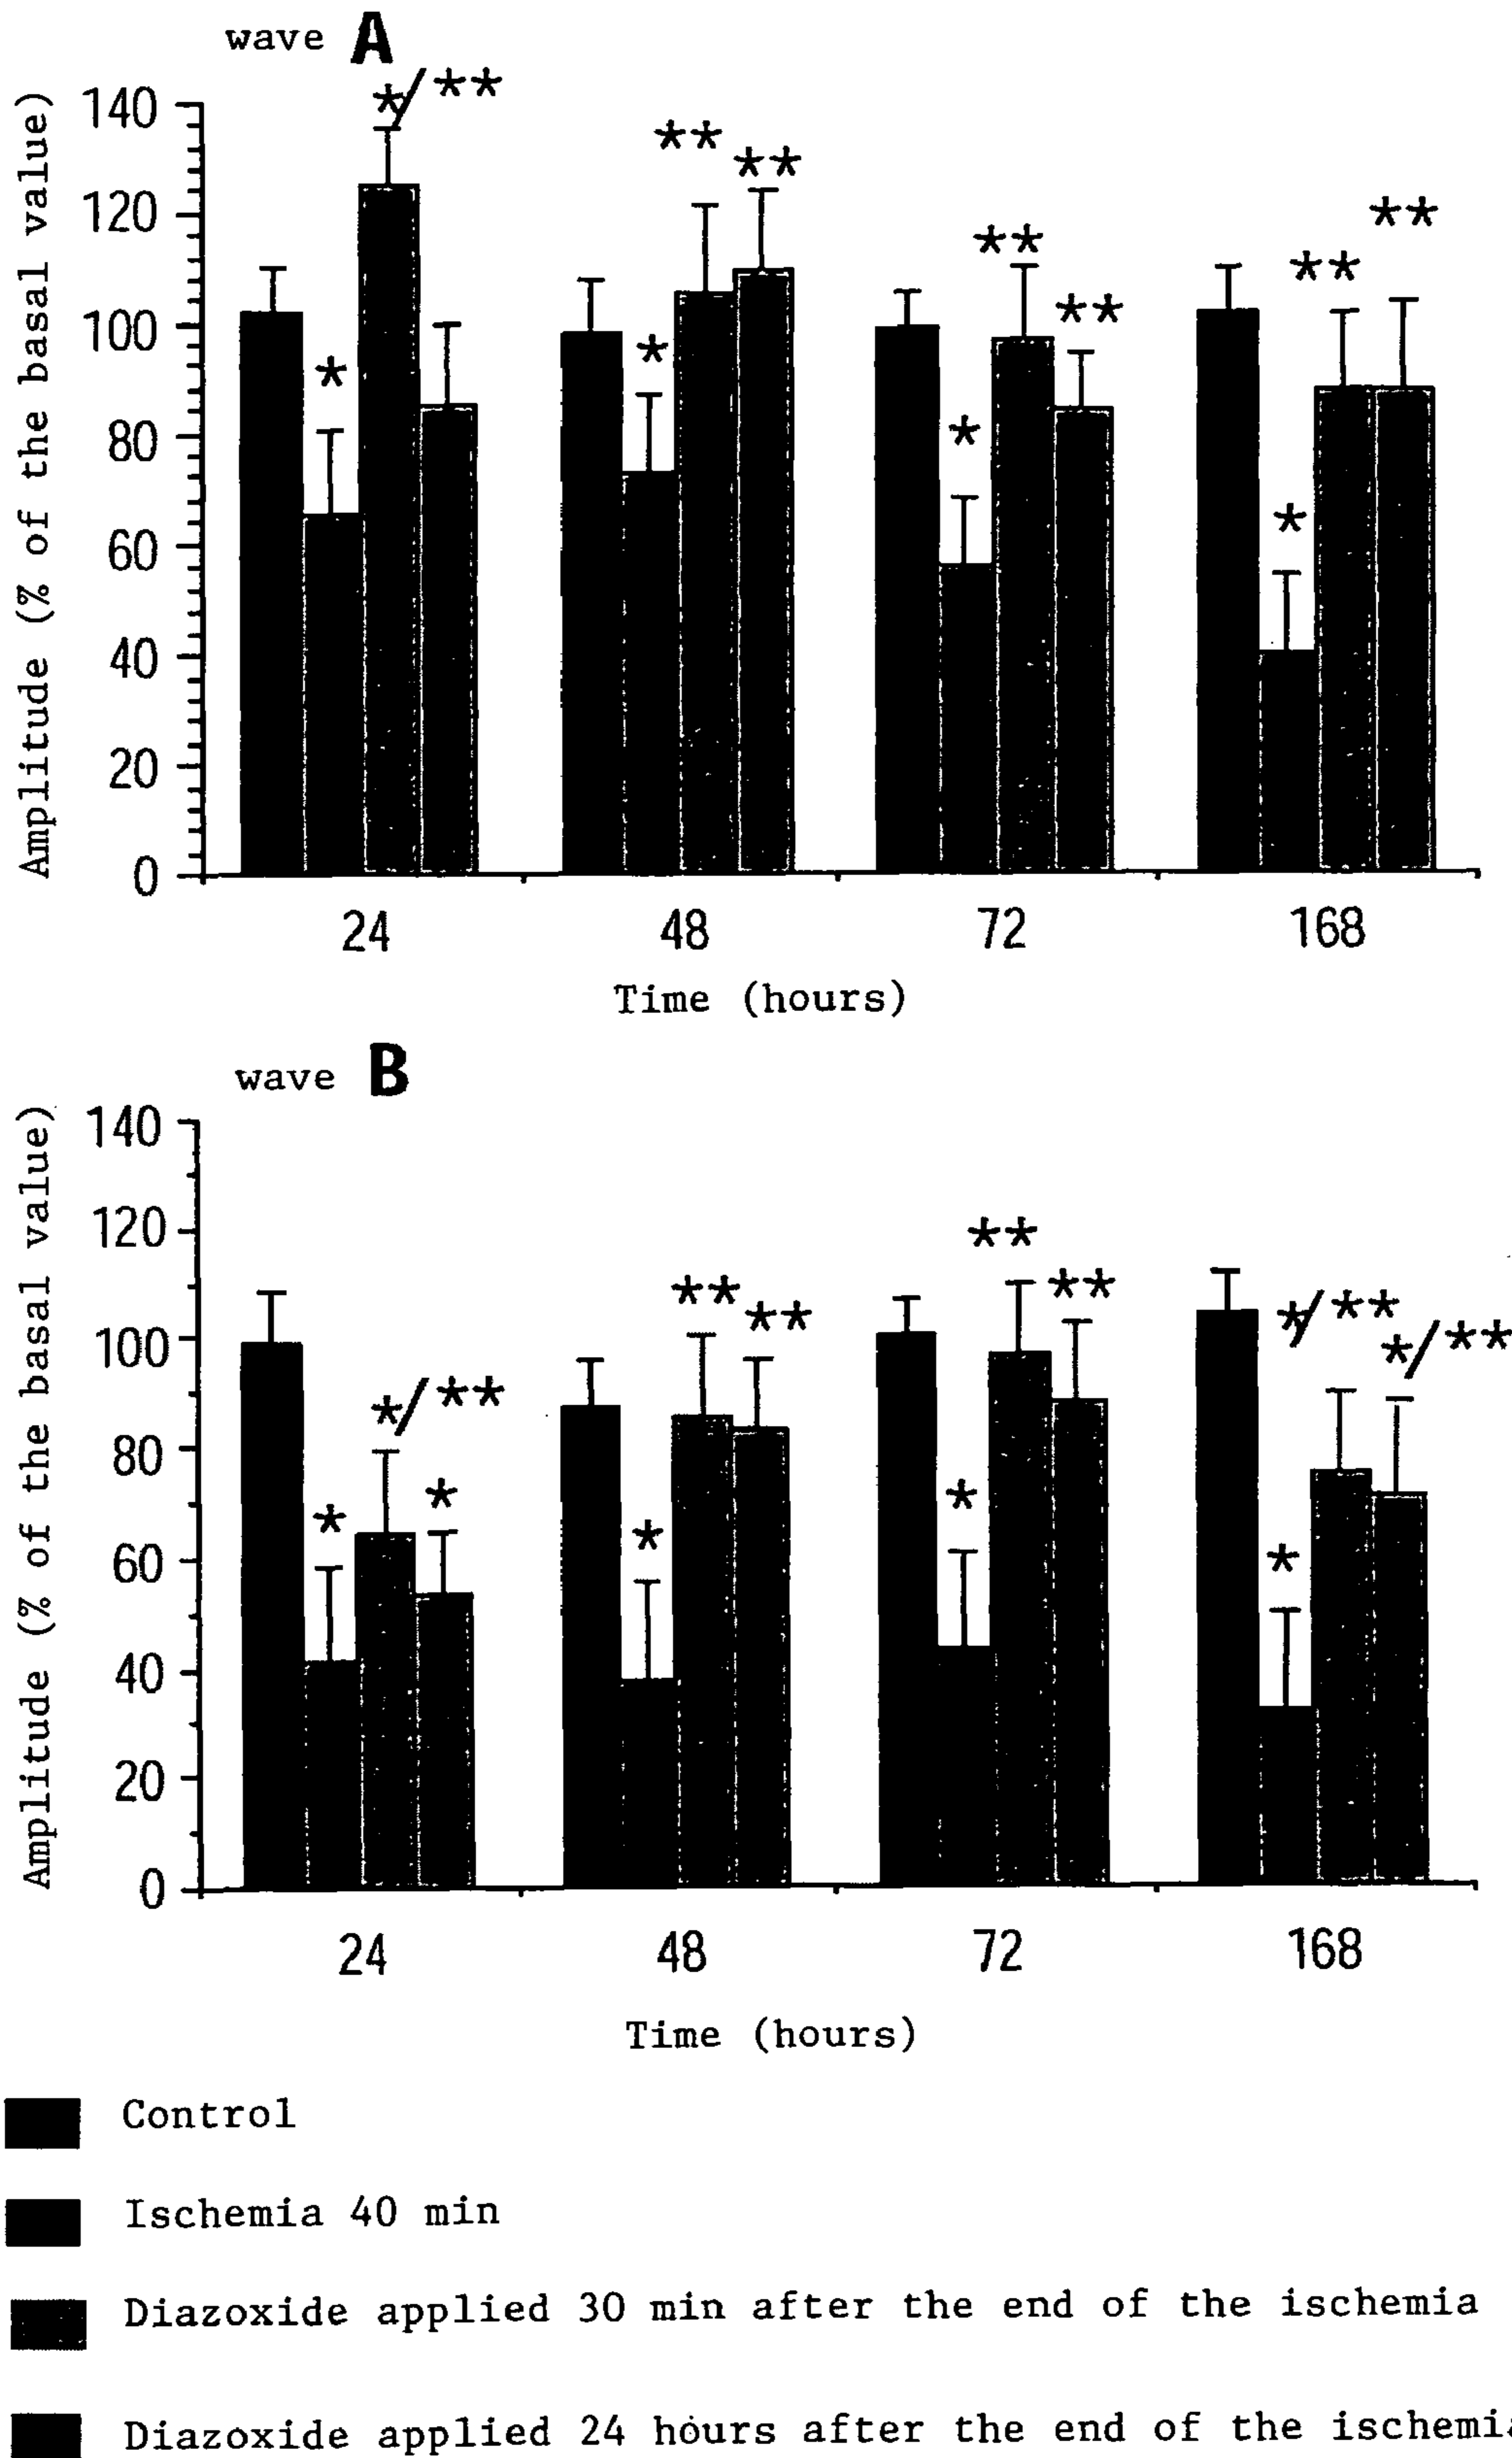 wave A
*/**
140
** **
120
** **
** **
100
*
*
80
*
60
*
40
20
0
24 48 72 168
Time (hours)
Amplitude (% of the basal value)
wave B
140
120
**
** ** ** */** */**
100
*/**
80
* * * * *
60
40
20
0
24 48 72 168
Time (hours)
Amplitude (% of the basal value)
Control
Ischemia 40 min
Diazoxide applied 30 min after the end of the ischemia
Diazoxide applied 24 hours after the end of the ischemia